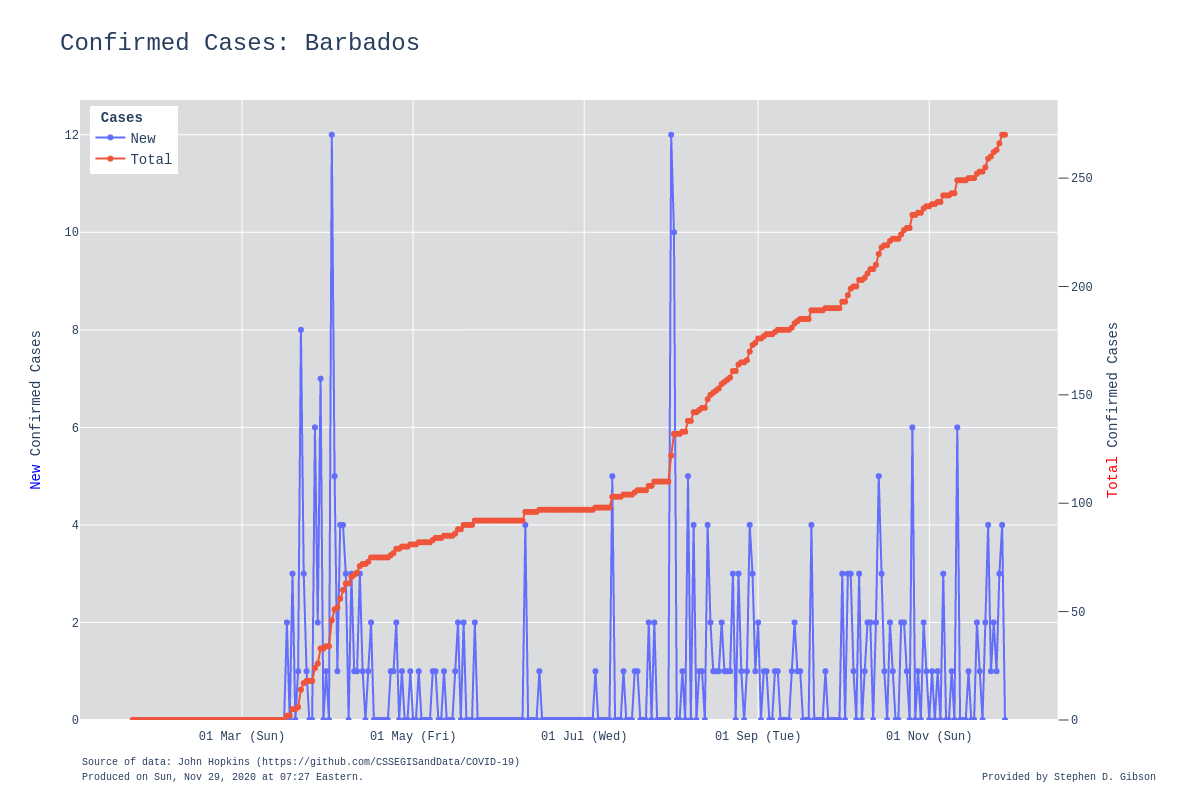 Confirmed Cases: Barbados
Cases
New
Total
12
10
8
6
4
2
0
250
200
150
100
50
0
New Confirmed Cases
Total Confirmed Cases
01 Mar (Sun)
01 May (Fri)
01 Jul (Wed)
01 Sep (Tue)
01 Nov (Sun)
Source of data: John Hopkins (https://github.com/CSSEGISandData/COVID-19)
Produced on Sun, Nov 29, 2020 at 07:27 Eastern.
Provided by Stephen D. Gibson